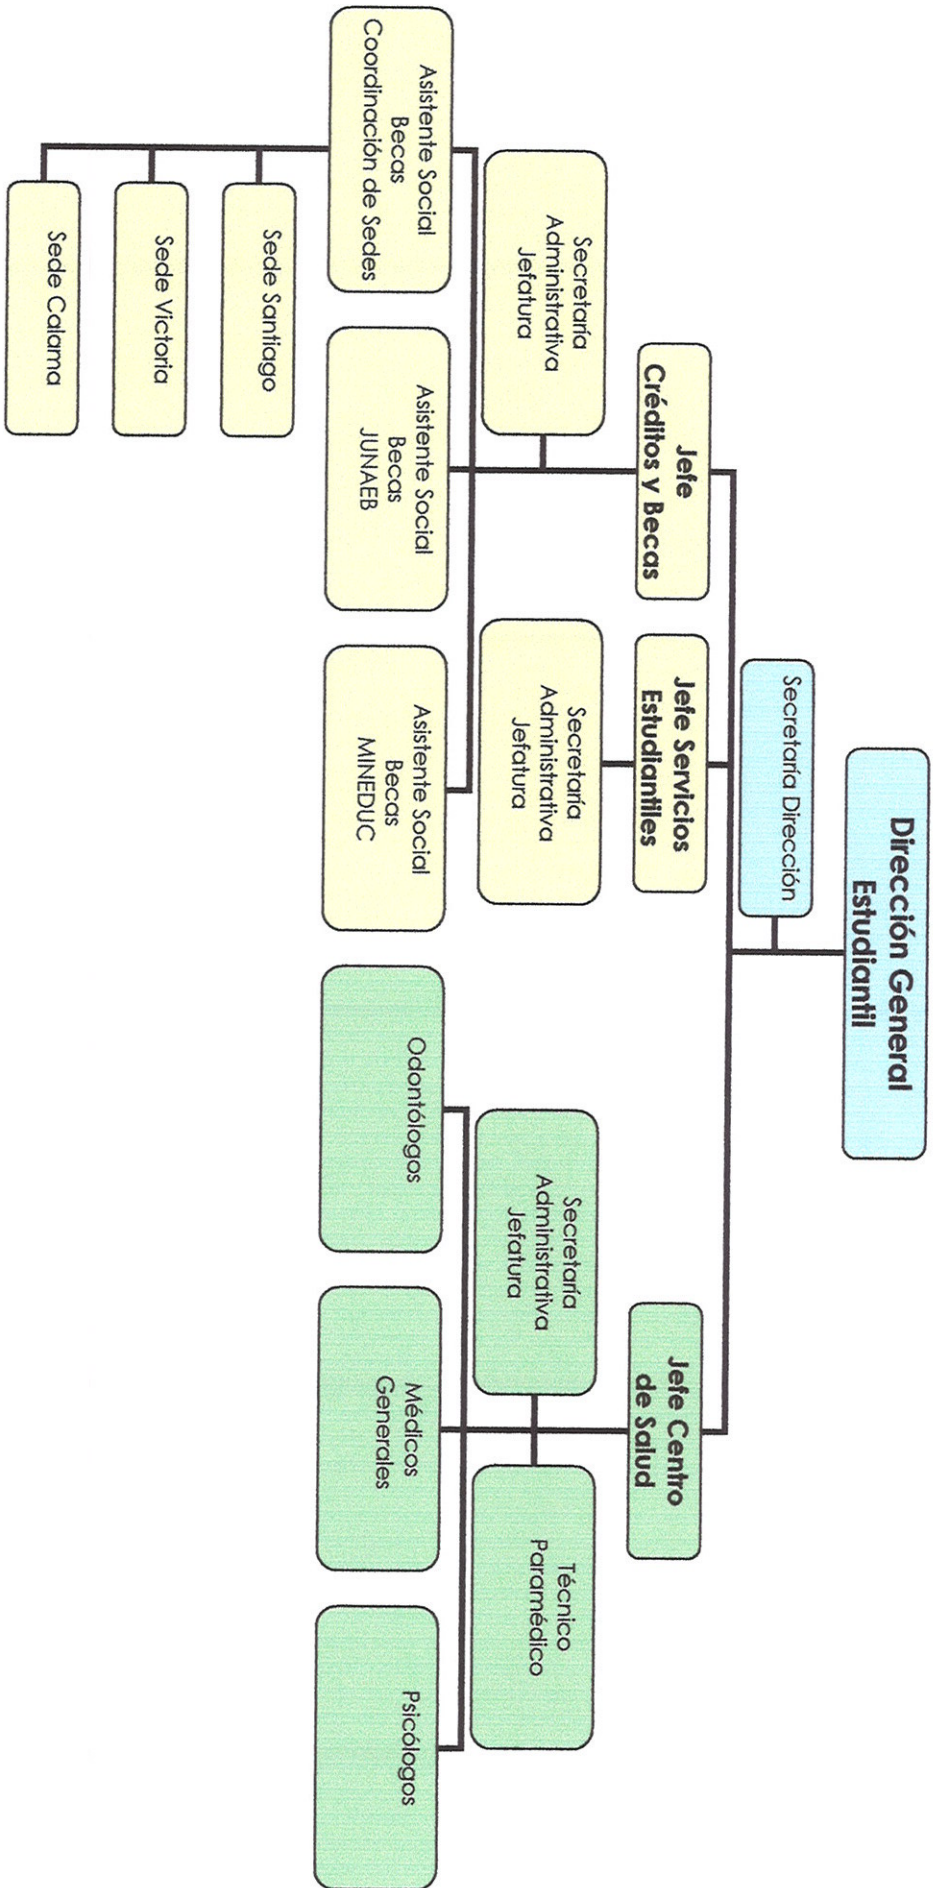 Dirección General
Estudiantil
Secretaría Dirección
Jefe
Créditos y Becas
Jefe Servicios
Estudiantiles
Jefe Centro
de Salud
Secretaría
Administrativa
Jefatura
Secretaría
Administrativa
Jefatura
Secretaría
Administrativa
Jefatura
Técnico
Paramédico
Asistente Social
Becas
Coordinación de Sedes
Asistente Social
Becas
JUNAEB
Asistente Social
Becas
MINEDUC
Odontólogos
Médicos
Generales
Psicólogos
Sede Santiago
Sede Victoria
Sede Calama